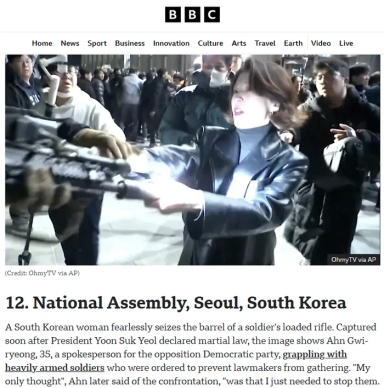 BBC
Home News Sport Business Innovation Culture Arts Travel Earth Video Live
OhmyTV via AP
(Credit: OhmyTV via AP)
12. National Assembly, Seoul, South Korea
A South Korean woman fearlessly seizes the barrel of a soldier's loaded rifle. Captured
soon after President Yoon Suk Yeol declared martial law, the image shows Ahn Gwi-
ryeong, 35, a spokesperson for the opposition Democratic party, grappling with
heavily armed soldiers who were ordered to prevent lawmakers from gathering. "My
only thought", Ahn later said of the confrontation, "was that I just needed to stop them.